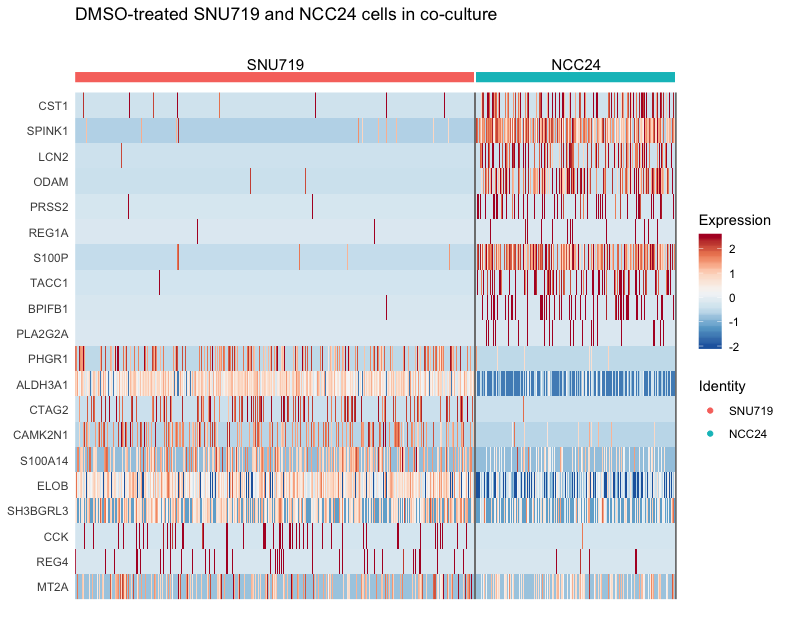 DMSO-treated SNU719 and NCC24 cells in co-culture
SNU719
NCC24
CST1
SPINK1
LCN2
ODAM
PRSS2
REG1A
S100P
TACC1
BPIFB1
PLA2G2A
PHGR1
ALDH3A1
CTAG2
CAMK2N1
S100A14
ELOB
SH3BGRL3
CCK
REG4
MT2A
Expression
2
1
0
-1
-2
Identity
SNU719
NCC24